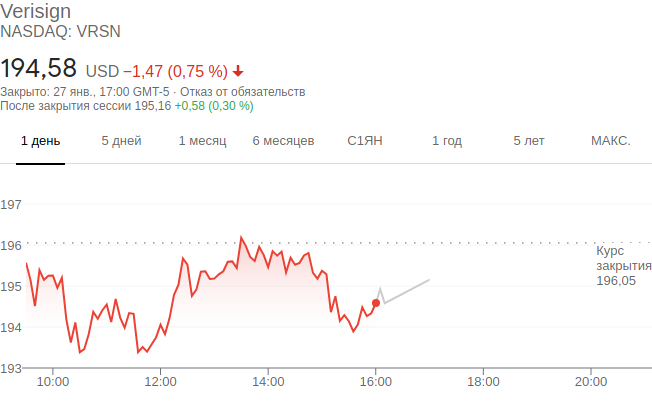 Verisign
NASDAQ: VRSN
194,58 USD −1,47 (0,75 %)
Закрыто: 27 янв., 17:00 GMT-5 · Отказ от обязательств
После закрытия сессии 195,16 +0,58 (0,30 %)
1 день 5 дней 1 месяц 6 месяцев С1ЯН 1 год 5 лет МАКС.
197
196
195
194
193
Курс
закрытия
196,05
10:00 12:00 14:00 16:00 18:00 20:00